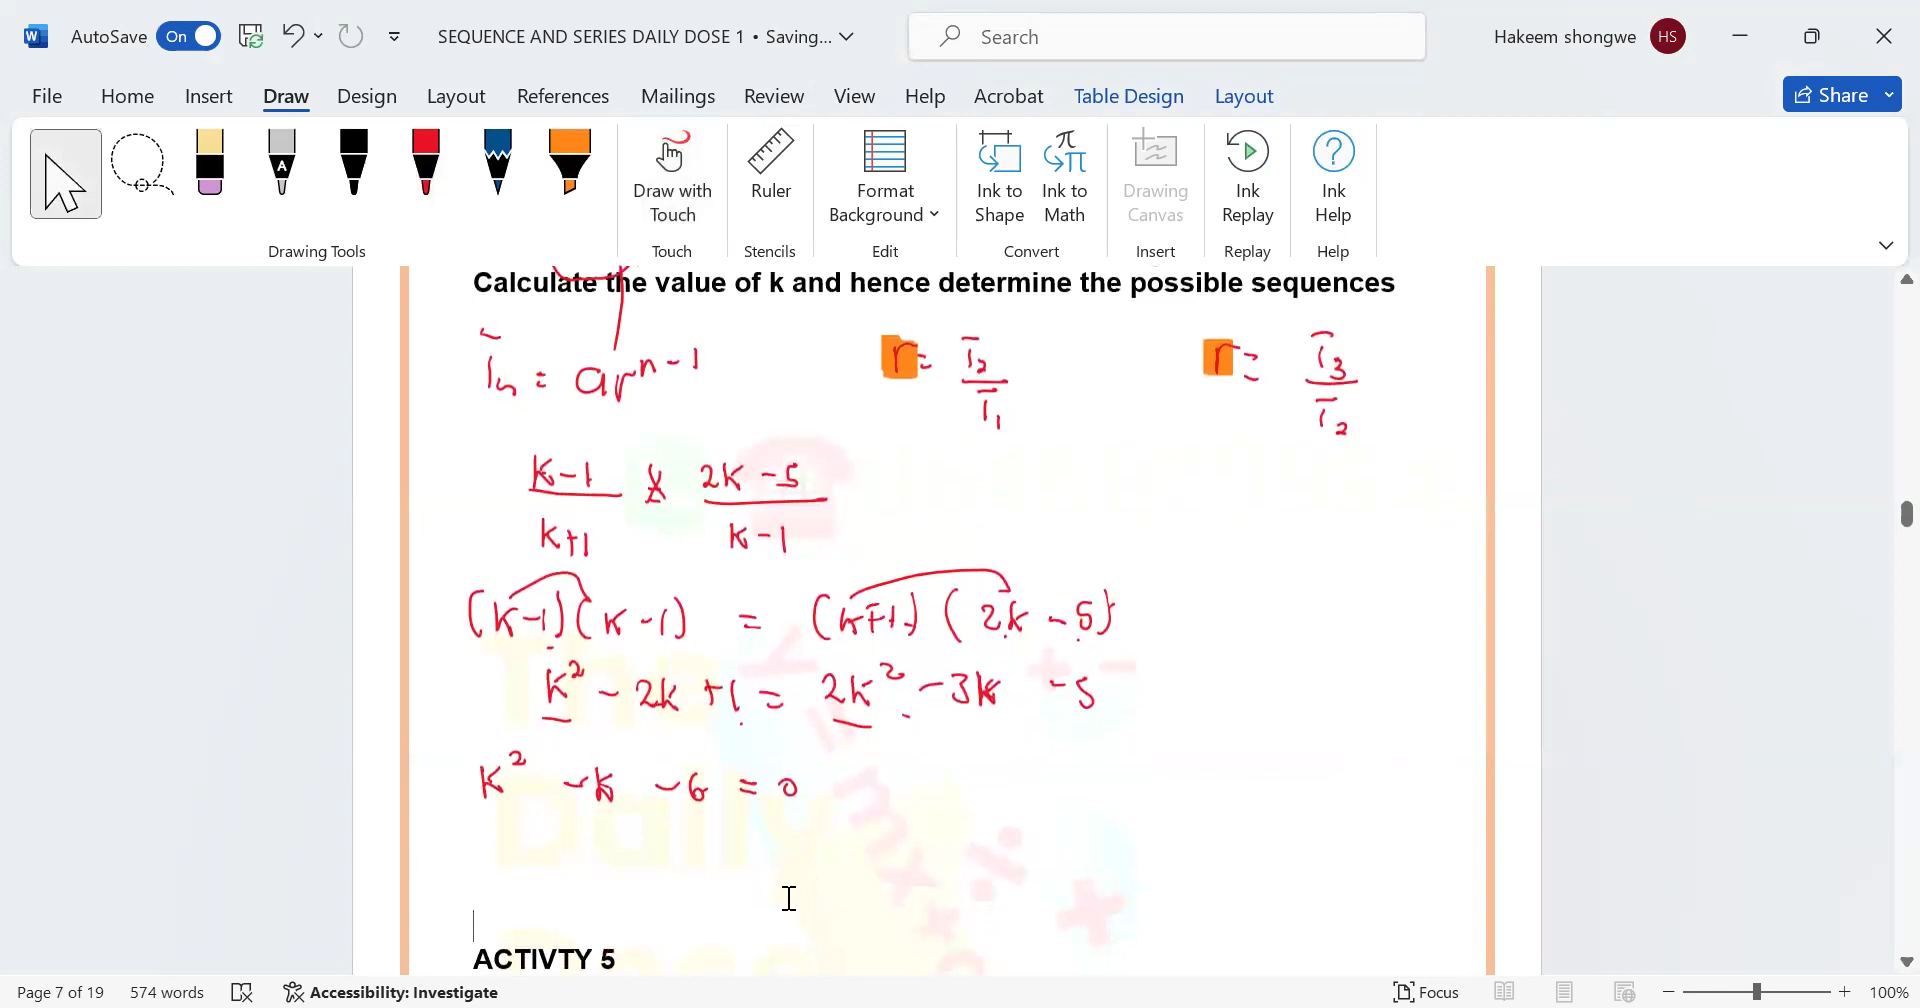 AutoSave On SEQUENCE AND SERIES DAILY DOSE 1 • Saving... Search Hakeem shongwe HS
File Home Insert Draw Design Layout References Mailings Review View Help Acrobat Table Design Layout Share
A
Draw with Touch Ruler Format Background Ink to Shape Ink to Math Drawing Canvas Ink Replay Ink Help
Drawing Tools Touch Stencils Edit Convert Insert Replay Help
Calculate the value of k and hence determine the possible sequences
Tn = ar^n-1 r = T2/T1 r = T3/T2
k-1 2k-5
k+1 k-1
(k-1)(k-1) = (k+1)(2k-5)
k² - 2k + 1 = 2k² - 3k - 5
k² - k - 6 = 0
The
Daily
Dose
ACTIVTY 5
Page 7 of 19 574 words Accessibility: Investigate Focus 100%